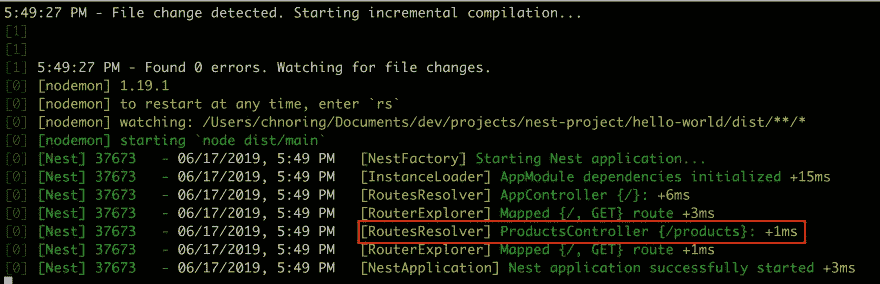 5:49:27 PM - File change detected. Starting incremental compilation...
[1]
[1]
[1] 5:49:27 PM - Found 0 errors. Watching for file changes.
[0] [nodemon] 1.19.1
[0] [nodemon] to restart at any time, enter `rs`
[0] [nodemon] watching: /Users/chnoring/Documents/dev/projects/nest-project/hello-world/dist/**/*
[0] [nodemon] starting `node dist/main`
[0] [Nest] 37673   - 06/17/2019, 5:49 PM   [NestFactory] Starting Nest application...
[0] [Nest] 37673   - 06/17/2019, 5:49 PM   [InstanceLoader] AppModule dependencies initialized +15ms
[0] [Nest] 37673   - 06/17/2019, 5:49 PM   [RoutesResolver] AppController {/}: +6ms
[0] [Nest] 37673   - 06/17/2019, 5:49 PM   [RouterExplorer] Mapped {/, GET} route +3ms
[0] [Nest] 37673   - 06/17/2019, 5:49 PM   [RoutesResolver] ProductsController {/products}: +1ms
[0] [Nest] 37673   - 06/17/2019, 5:49 PM   [RouterExplorer] Mapped {/, GET} route +1ms
[0] [Nest] 37673   - 06/17/2019, 5:49 PM   [NestApplication] Nest application successfully started +3ms